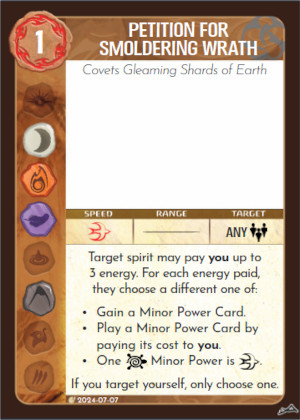 1
PETITION FOR
SMOLDERING WRATH
Covets Gleaming Shards of Earth
SPEED RANGE TARGET
ANY
Target spirit may pay you up to
3 energy. For each energy paid,
they choose a different one of:
• Gain a Minor Power Card.
• Play a Minor Power Card by
paying its cost to you.
• One Minor Power is .
If you target yourself, only choose one.
2024-07-07